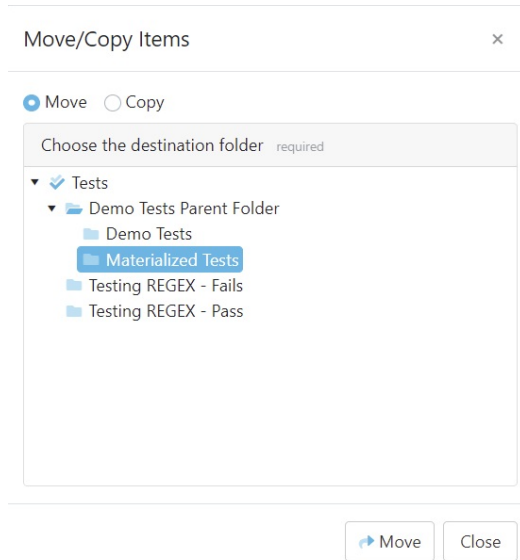 Move/Copy Items
Move Copy
Choose the destination folder required
Tests
Demo Tests Parent Folder
Demo Tests
Materialized Tests
Testing REGEX - Fails
Testing REGEX - Pass
Move Close